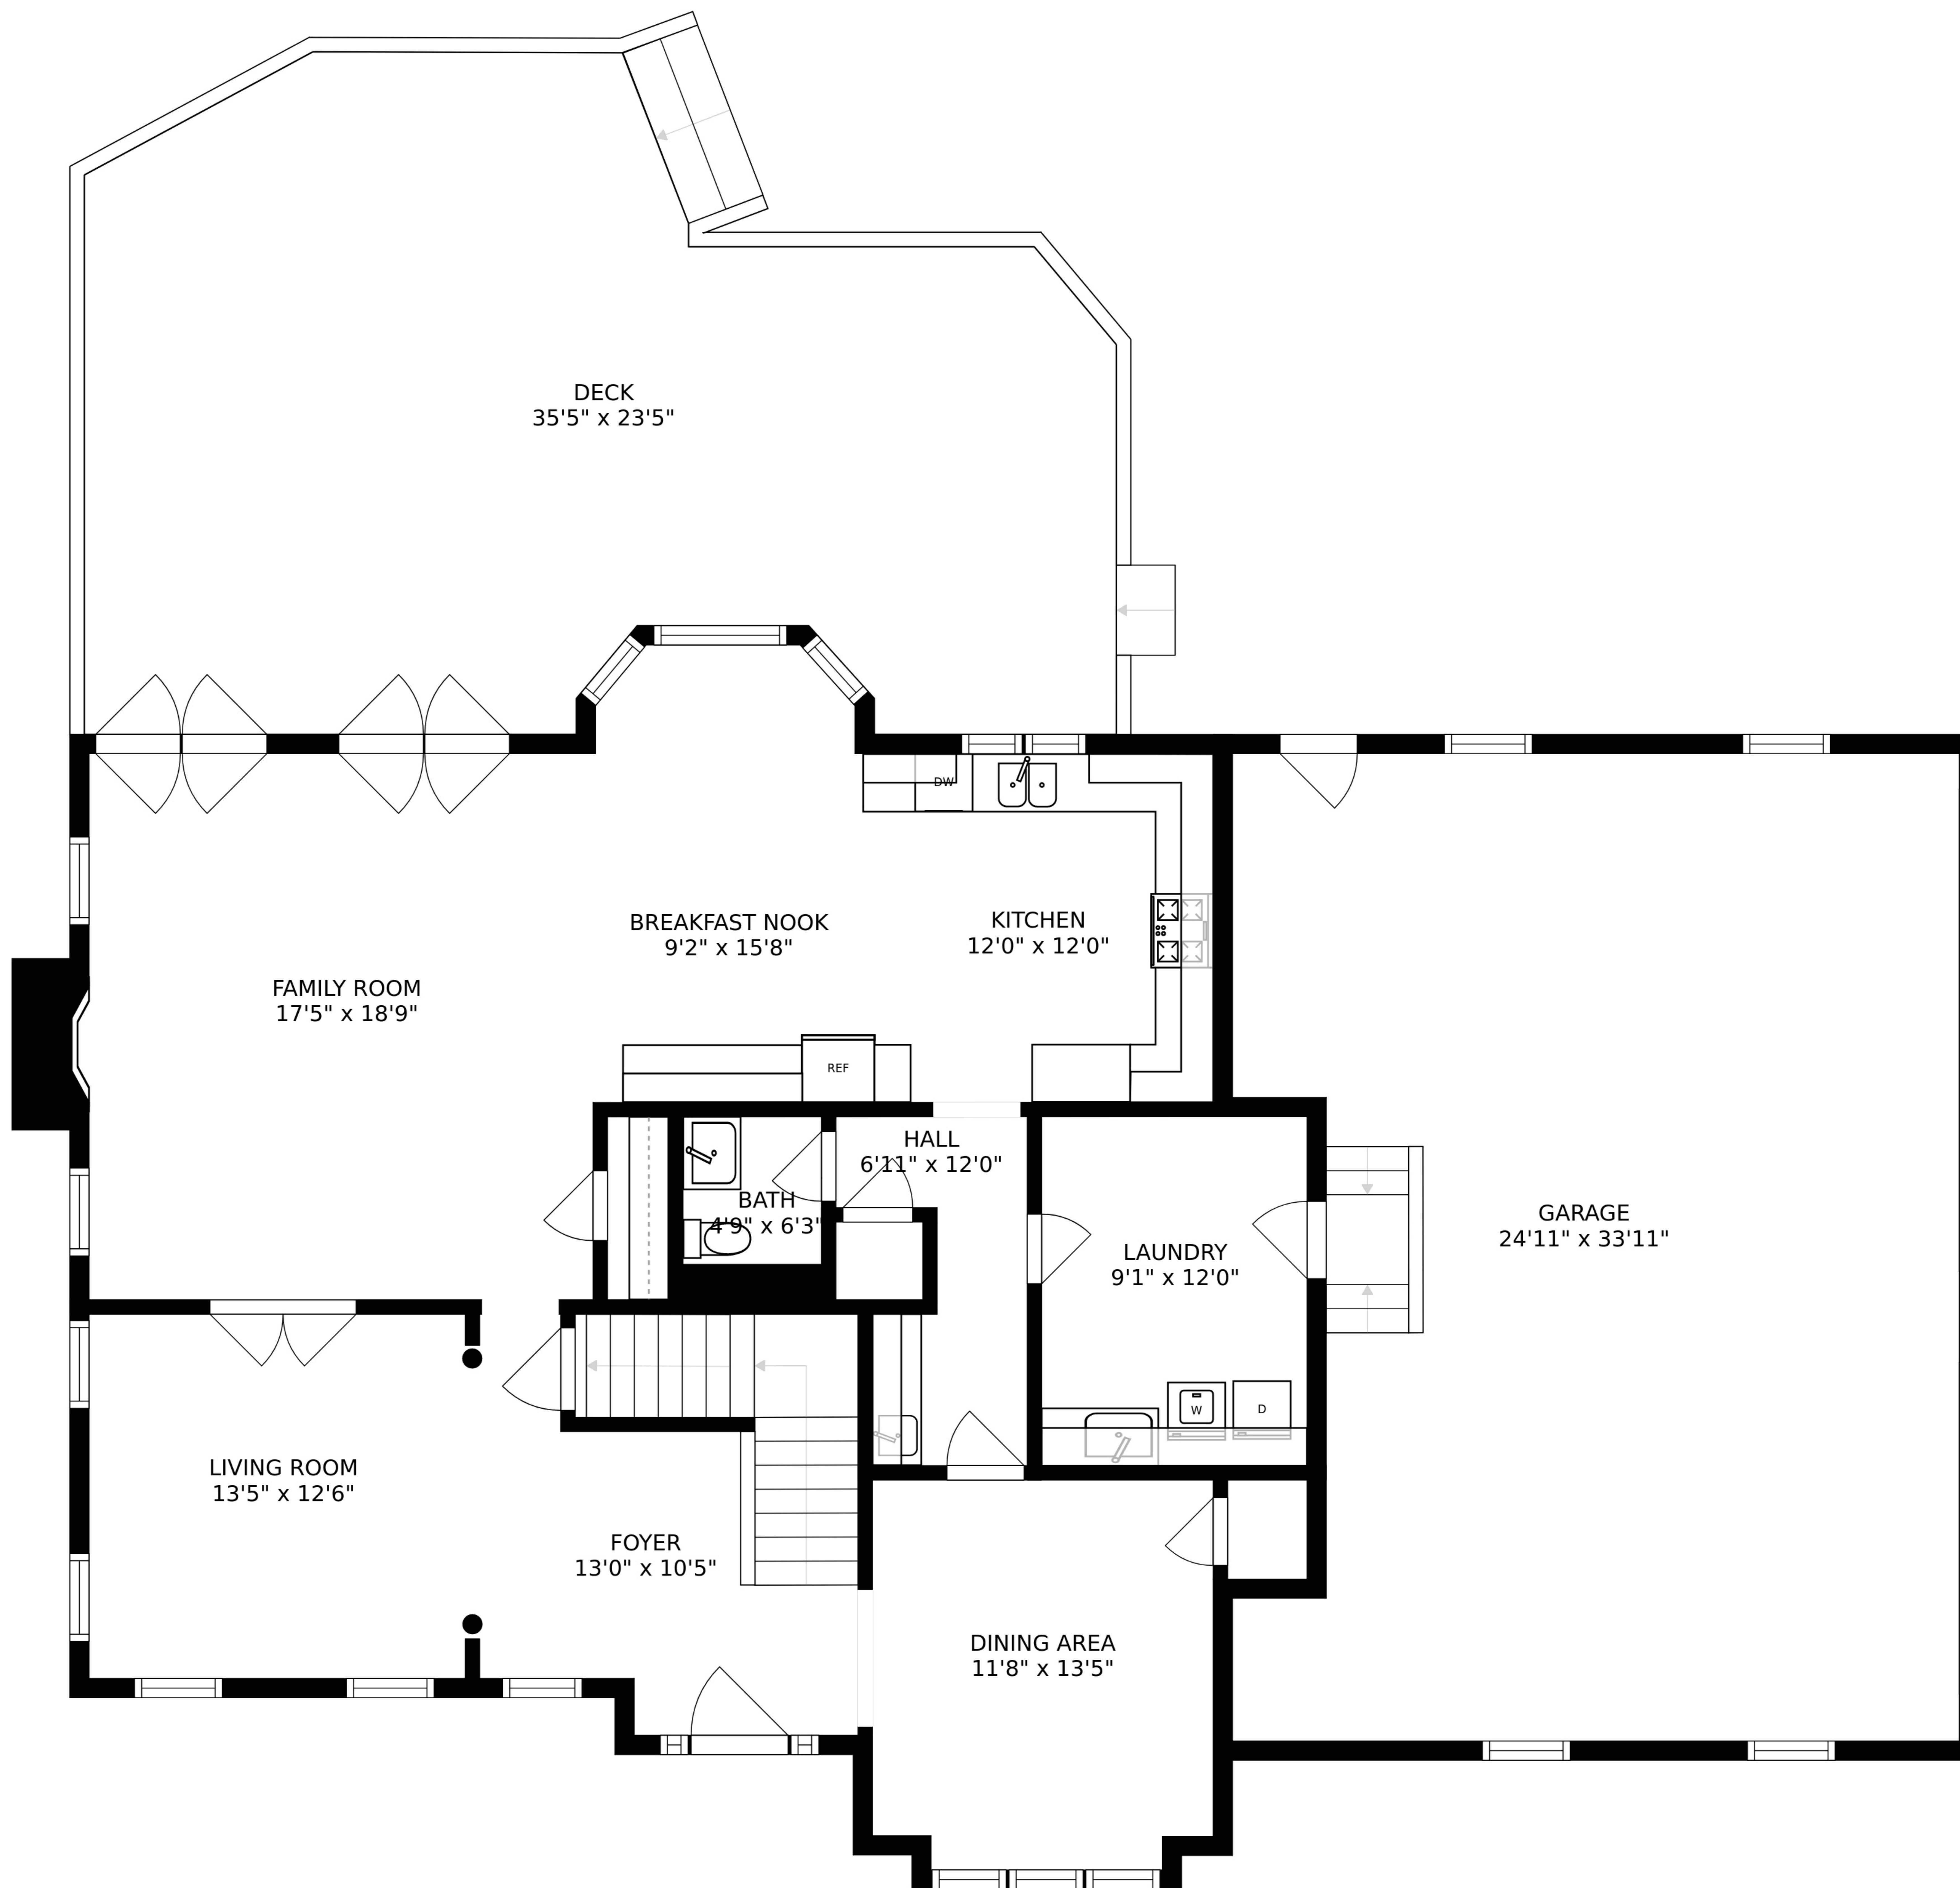 DECK
35'5" x 23'5"
DW
BREAKFAST NOOK
9'2" x 15'8"
KITCHEN
12'0" x 12'0"
FAMILY ROOM
17'5" x 18'9"
REF
HALL
6'11" x 12'0"
BATH
4'9" x 6'3"
LAUNDRY
9'1" x 12'0"
GARAGE
24'11" x 33'11"
W
D
LIVING ROOM
13'5" x 12'6"
FOYER
13'0" x 10'5"
DINING AREA
11'8" x 13'5"